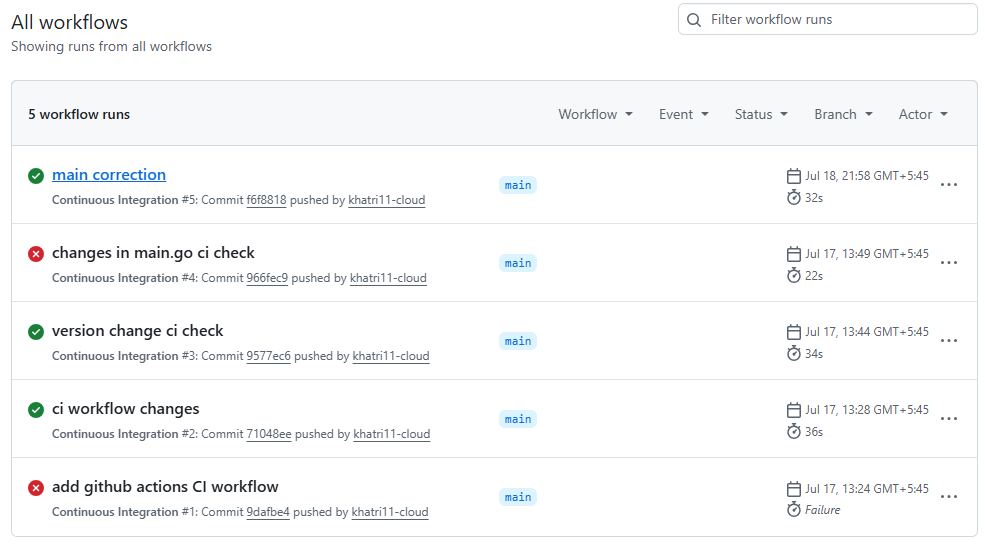 All workflows
Filter workflow runs
Showing runs from all workflows
5 workflow runs
Workflow Event Status Branch Actor
main correction
main
Jul 18, 21:58 GMT+5:45
Continuous Integration #5: Commit f6f8818 pushed by khatri11-cloud
32s
changes in main.go ci check
main
Jul 17, 13:49 GMT+5:45
Continuous Integration #4: Commit 966fec9 pushed by khatri11-cloud
22s
version change ci check
main
Jul 17, 13:44 GMT+5:45
Continuous Integration #3: Commit 9577ec6 pushed by khatri11-cloud
34s
ci workflow changes
main
Jul 17, 13:28 GMT+5:45
Continuous Integration #2: Commit 71048ee pushed by khatri11-cloud
36s
add github actions CI workflow
main
Jul 17, 13:24 GMT+5:45
Continuous Integration #1: Commit 9dafbe4 pushed by khatri11-cloud
Failure